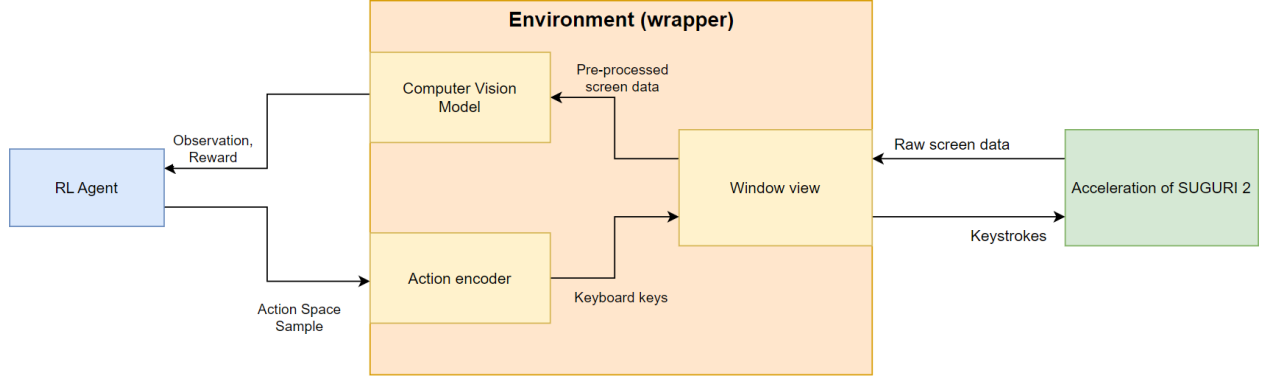 Environment (wrapper)
Computer Vision
Model
Pre-processed
screen data
Observation,
Reward
RL Agent
Window view
Raw screen data
Acceleration of SUGURI 2
Keystrokes
Action encoder
Keyboard keys
Action Space
Sample